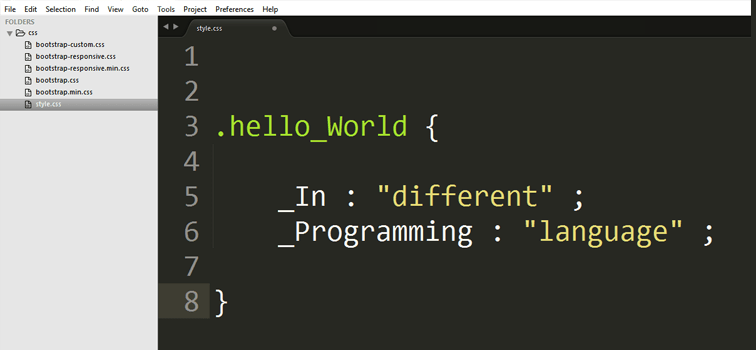 File Edit Selection Find View Goto Tools Project Preferences Help
FOLDERS
css
bootstrap-custom.css
bootstrap-responsive.css
bootstrap-responsive.min.css
bootstrap.css
bootstrap.min.css
style.css
style.css
1
2
3 .hello_World {
4
5 _In : "different" ;
6 _Programming : "language" ;
7
8 }